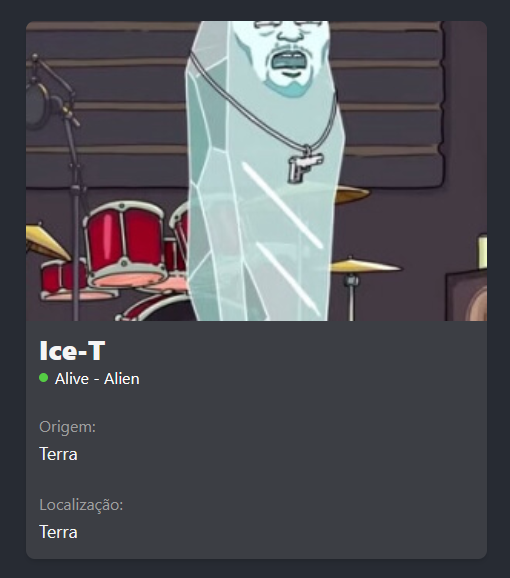 Ice-T
Alive - Alien
Origem:
Terra
Localização:
Terra